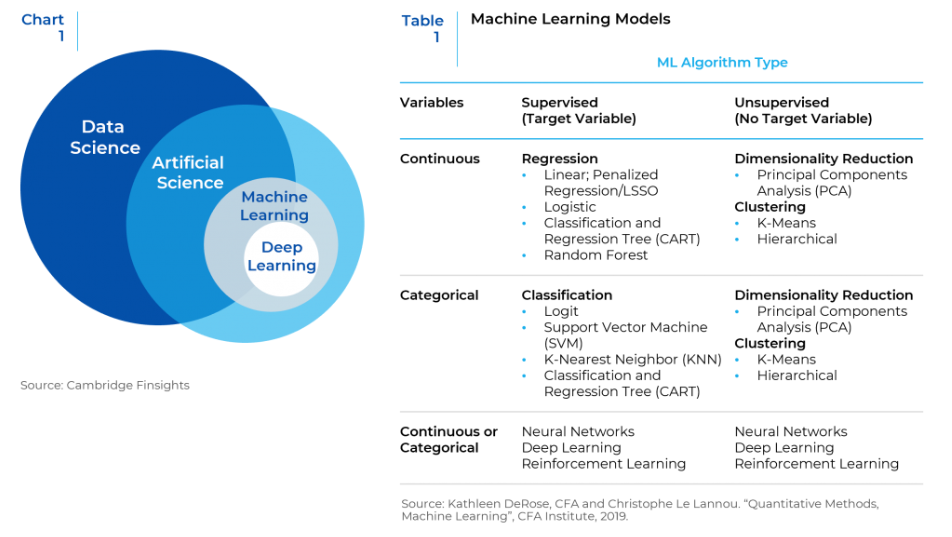 Chart
1
Data
Science
Artificial
Science
Machine
Learning
Deep
Learning
Source: Cambridge Finsights
Table
1
Machine Learning Models
ML Algorithm Type
Variables
Supervised
(Target Variable)
Unsupervised
(No Target Variable)
Continuous
Regression
• Linear; Penalized
Regression/LSSO
• Logistic
• Classification and
Regression Tree (CART)
• Random Forest
Dimensionality Reduction
• Principal Components
Analysis (PCA)
Clustering
• K-Means
• Hierarchical
Categorical
Classification
• Logit
• Support Vector Machine
(SVM)
• K-Nearest Neighbor (KNN)
• Classification and
Regression Tree (CART)
Dimensionality Reduction
• Principal Components
Analysis (PCA)
Clustering
• K-Means
• Hierarchical
Continuous or
Categorical
Neural Networks
Deep Learning
Reinforcement Learning
Neural Networks
Deep Learning
Reinforcement Learning
Source: Kathleen DeRose, CFA and Christophe Le Lannou. “Quantitative Methods,
Machine Learning”, CFA Institute, 2019.